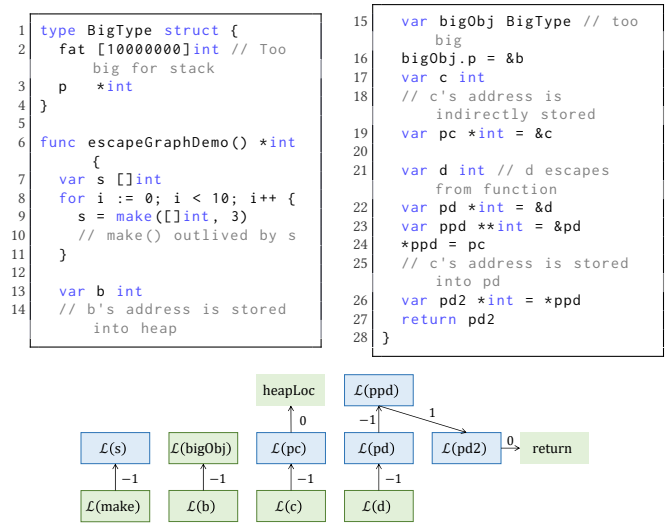 1 type BigType struct {
2 fat [10000000]int // Too
big for stack
3 p *int
4 }
5
6 func escapeGraphDemo() *int
{
7 var s []int
8 for i := 0; i < 10; i++ {
9 s = make([]int, 3)
10 // make() outlived by s
11 }
12
13 var b int
14 // b's address is stored
into heap
15 var bigObj BigType // too
big
16 bigObj.p = &b
17 var c int
18 // c's address is
indirectly stored
19 var pc *int = &c
20
21 var d int // d escapes
from function
22 var pd *int = &d
23 var ppd **int = &pd
24 *ppd = pc
25 // c's address is stored
into pd
26 var pd2 *int = *ppd
27 return pd2
28 }
heapLoc ℒ(ppd)
0 −1 1
ℒ(s) ℒ(bigObj) ℒ(pc) ℒ(pd) ℒ(pd2) 0 return
−1 −1 −1 −1
ℒ(make) ℒ(b) ℒ(c) ℒ(d)